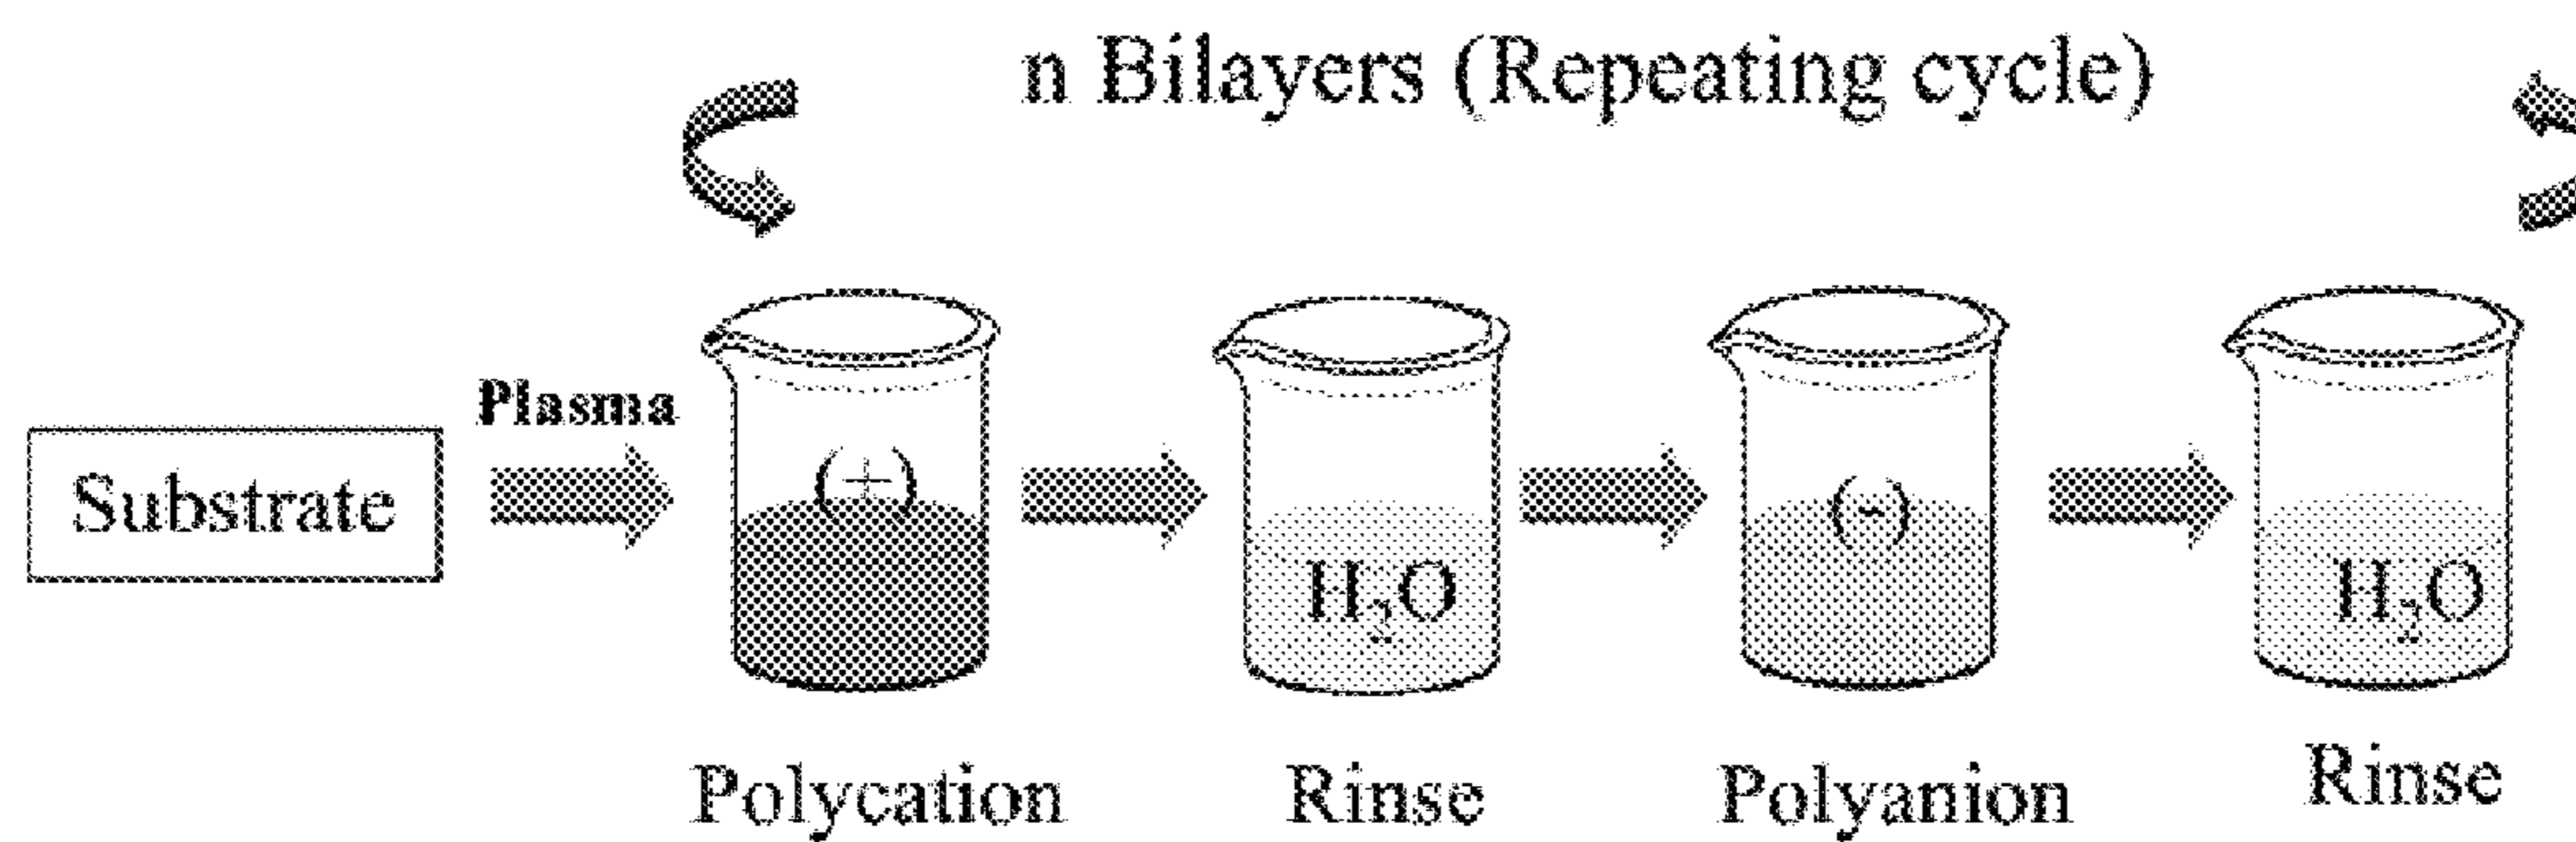 n Bilayers (Repeating cycle)
Plasma
Substrate
(+)
H₂O
(-)
H₂O
Polycation
Rinse
Polyanion
Rinse